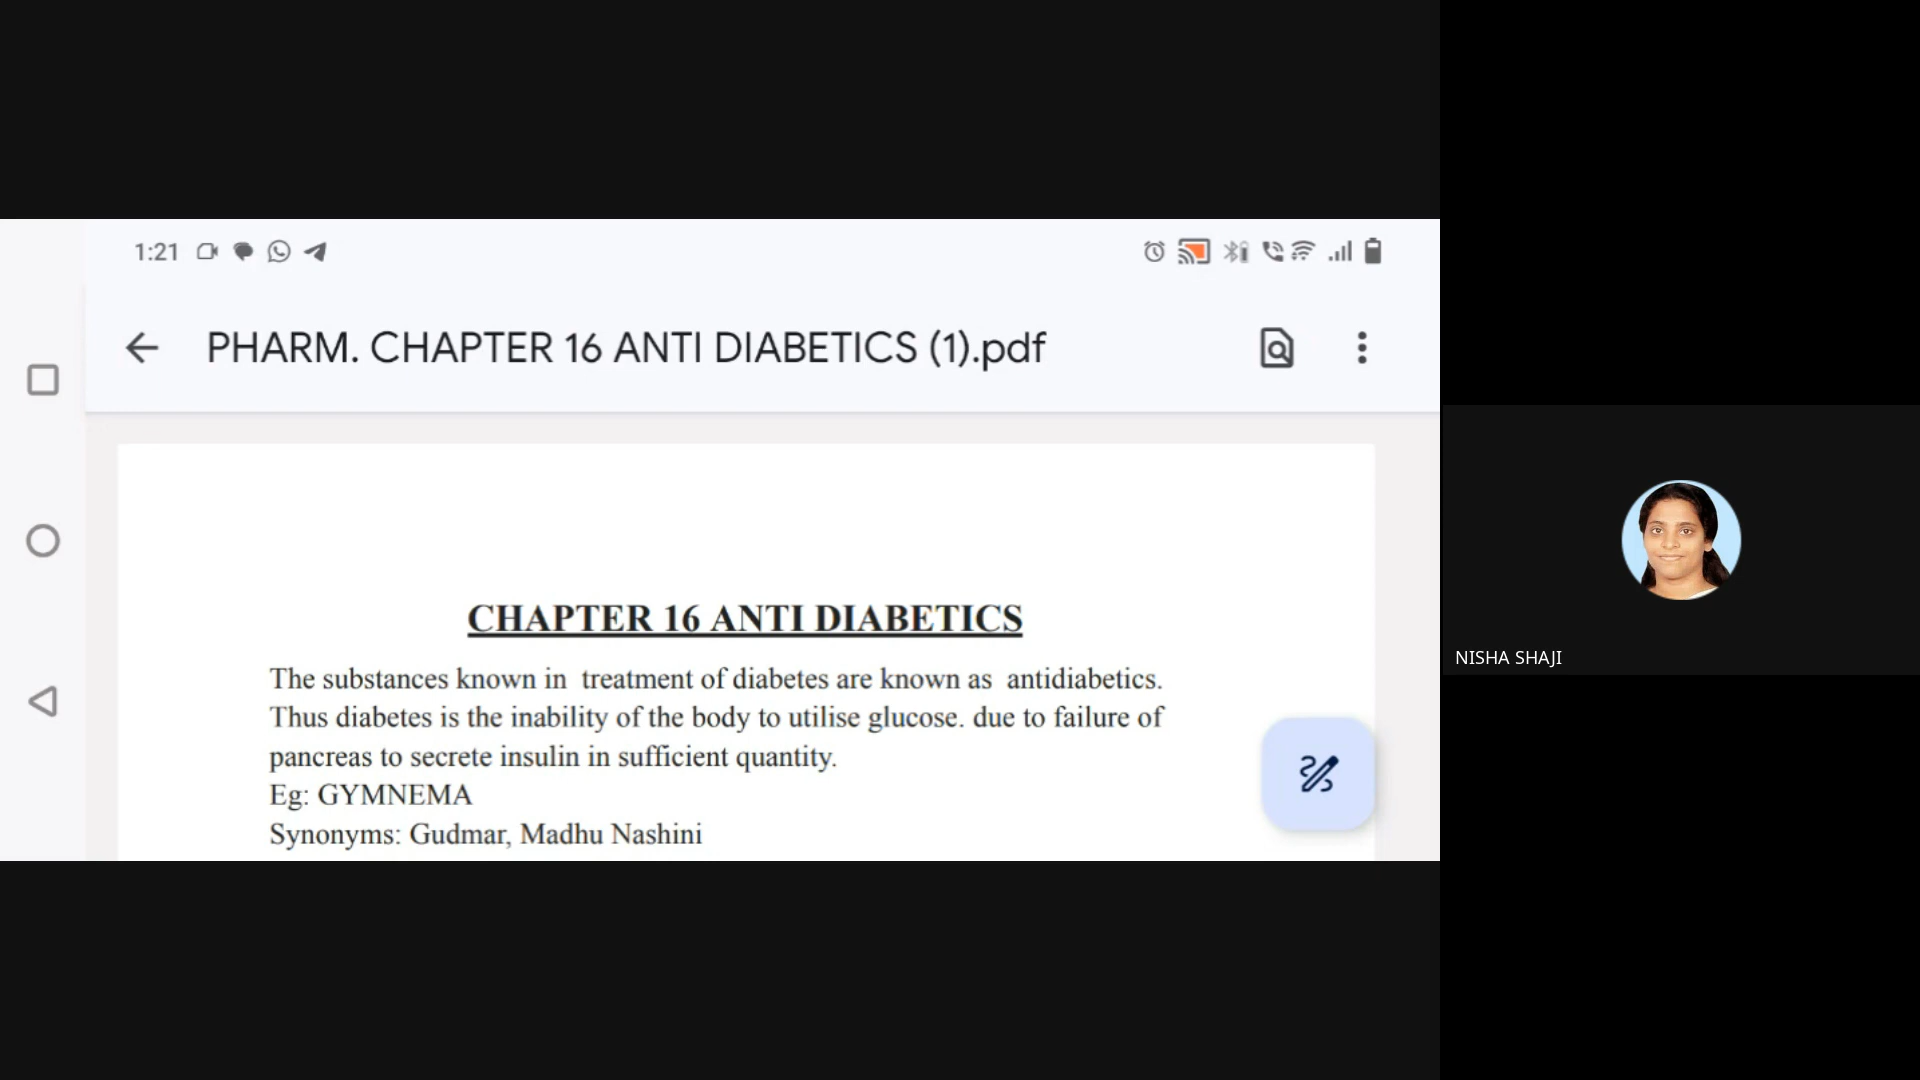 1:21
PHARM. CHAPTER 16 ANTI DIABETICS (1).pdf
CHAPTER 16 ANTI DIABETICS
The substances known in  treatment of diabetes are known as  antidiabetics.
Thus diabetes is the inability of the body to utilise glucose. due to failure of
pancreas to secrete insulin in sufficient quantity.
Eg: GYMNEMA
Synonyms: Gudmar, Madhu Nashini
NISHA SHAJI